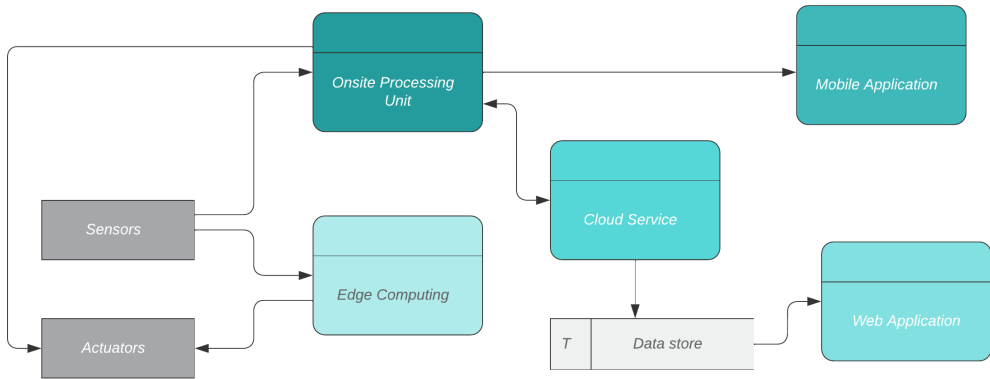 Onsite Processing
Unit
Mobile Application
Sensors
Cloud Service
Edge Computing
Web Application
Actuators
T
Data store